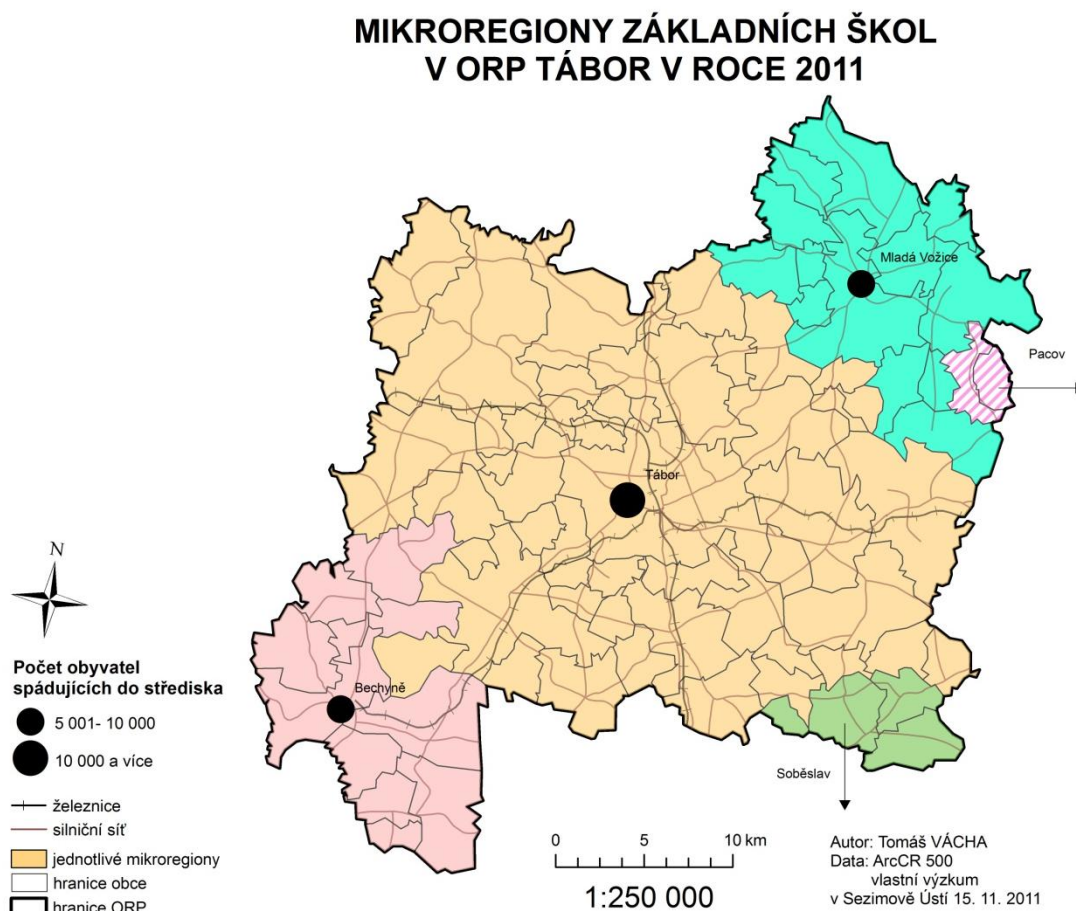 MIKROREGIONY ZÁKLADNÍCH ŠKOL
V ORP TÁBOR V ROCE 2011
Mladá Vožice
Pacov
Tábor
N
Bechyně
Soběslav
Počet obyvatel
spádujících do střediska
5 001- 10 000
10 000 a více
železnice
silniční síť
jednotlivé mikroregiony
hranice obce
hranice ORP
0 5 10 km
1:250 000
Autor: Tomáš VÁCHA
Data: ArcCR 500
vlastní výzkum
v Sezimově Ústí 15. 11. 2011